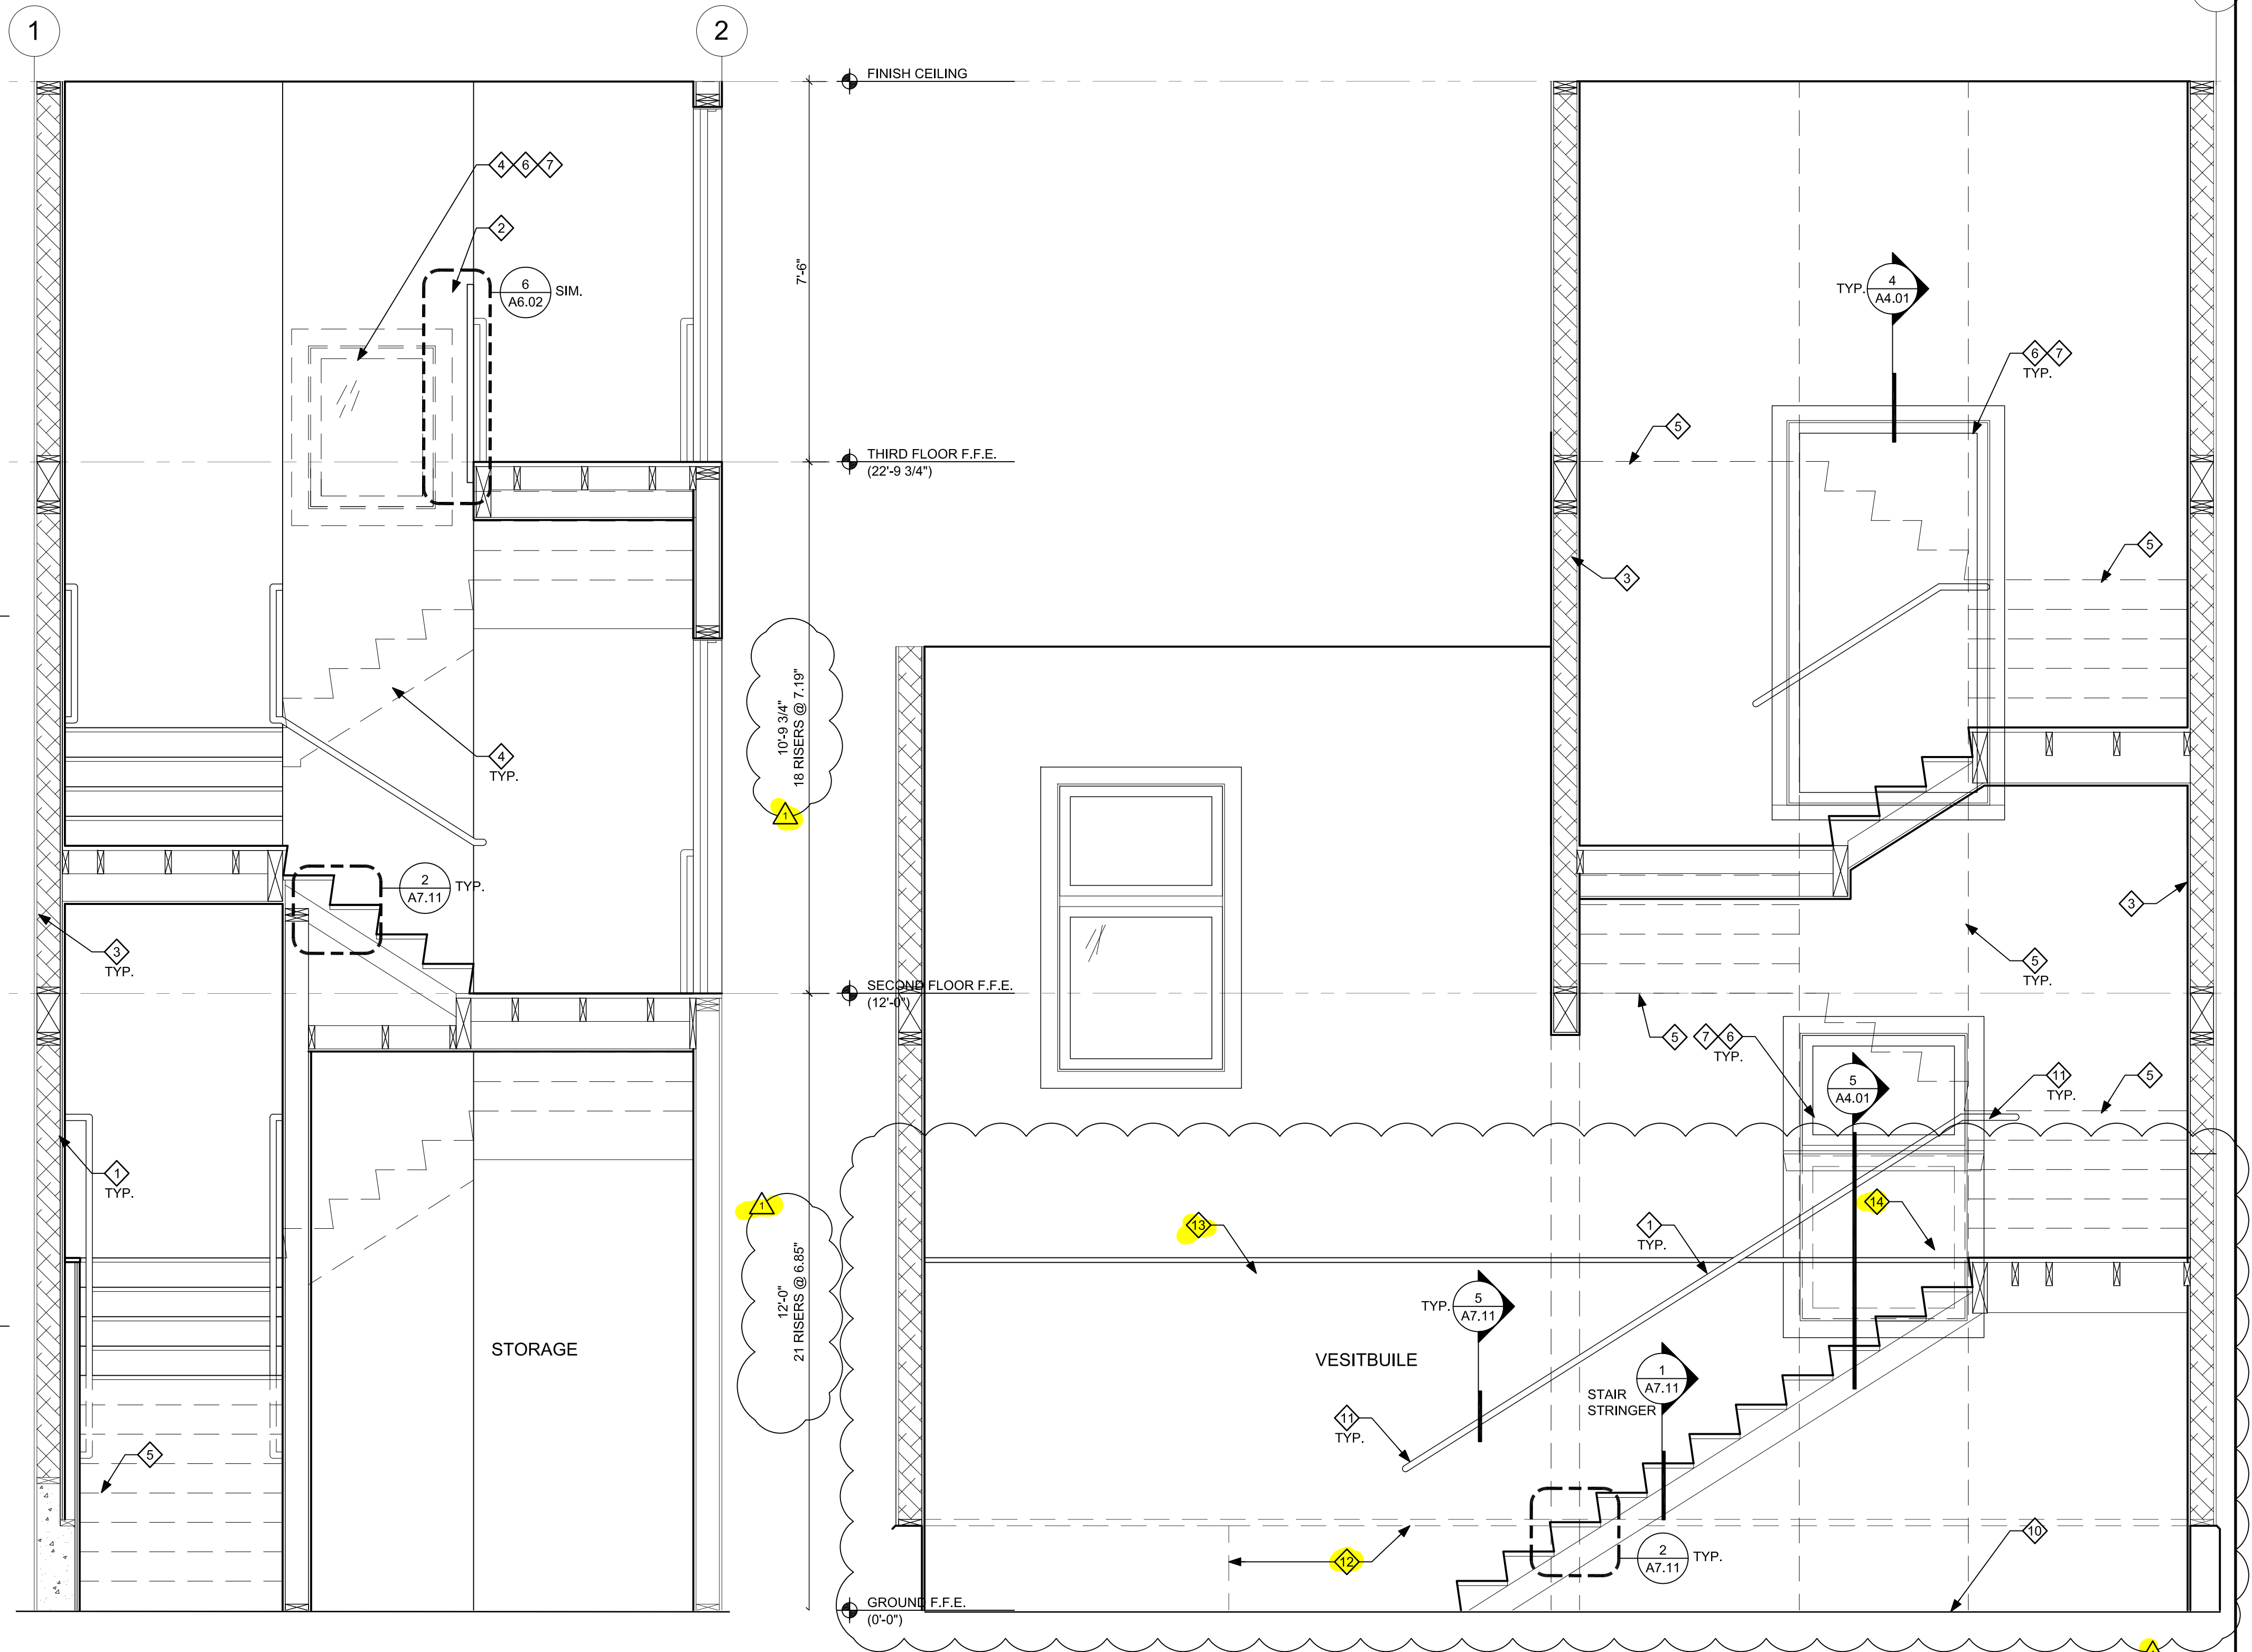 1
2
FINISH CEILING
4 6 7
2
6
A6.02
SIM.
7'-6"
TYP.
4
A4.01
6 7
TYP.
5
THIRD FLOOR F.F.E.
(22'-9 3/4")
5
3
10'-9 3/4"
18 RISERS @ 7.19"
1
4
TYP.
2
A7.11
TYP.
3
3
TYP.
5
TYP.
SECOND FLOOR F.F.E.
(12'-0")
5
7 6
TYP.
5
A4.01
11
TYP.
5
1
TYP.
1
12'-0"
21 RISERS @ 6.85"
13
1
TYP.
14
TYP.
5
A7.11
STORAGE
VESITBUILE
1
A7.11
STAIR
STRINGER
11
TYP.
5
10
12
2
A7.11
TYP.
GROUND F.F.E.
(0'-0")